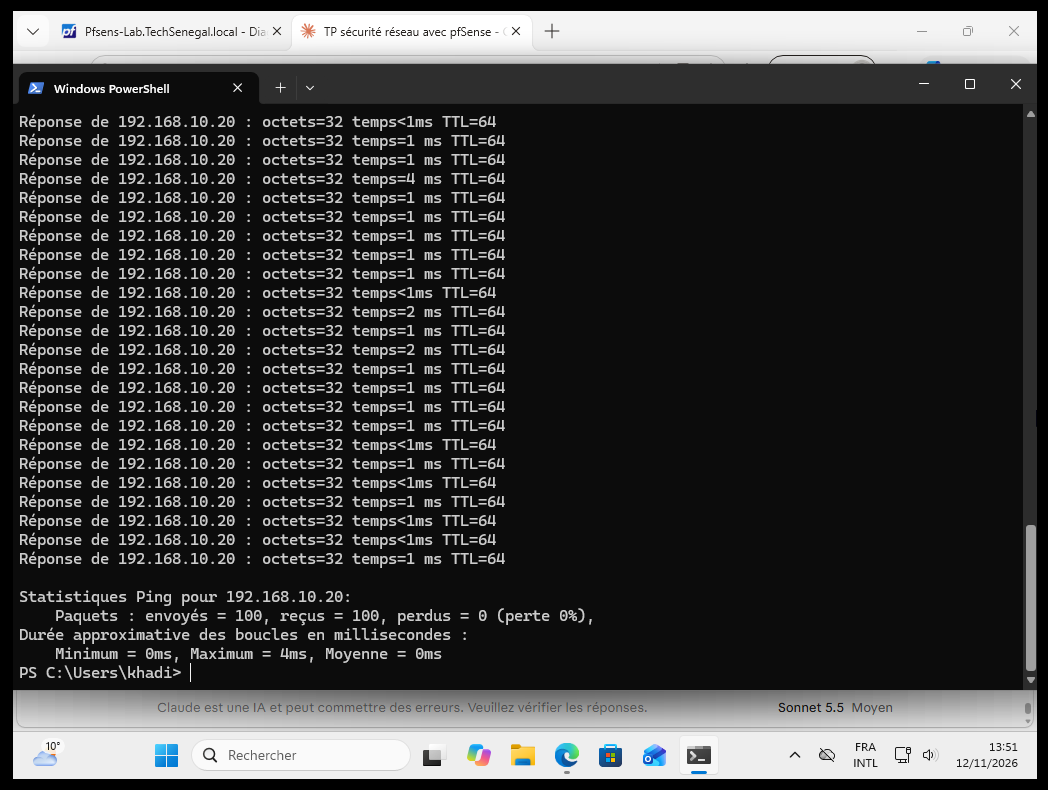 Pfsens-Lab.TechSenegal.local - Dia
TP sécurité réseau avec pfSense -
Windows PowerShell
Réponse de 192.168.10.20 : octets=32 temps<1ms TTL=64
Réponse de 192.168.10.20 : octets=32 temps=1 ms TTL=64
Réponse de 192.168.10.20 : octets=32 temps=1 ms TTL=64
Réponse de 192.168.10.20 : octets=32 temps=4 ms TTL=64
Réponse de 192.168.10.20 : octets=32 temps=1 ms TTL=64
Réponse de 192.168.10.20 : octets=32 temps=1 ms TTL=64
Réponse de 192.168.10.20 : octets=32 temps=1 ms TTL=64
Réponse de 192.168.10.20 : octets=32 temps=1 ms TTL=64
Réponse de 192.168.10.20 : octets=32 temps=1 ms TTL=64
Réponse de 192.168.10.20 : octets=32 temps<1ms TTL=64
Réponse de 192.168.10.20 : octets=32 temps=2 ms TTL=64
Réponse de 192.168.10.20 : octets=32 temps=1 ms TTL=64
Réponse de 192.168.10.20 : octets=32 temps=2 ms TTL=64
Réponse de 192.168.10.20 : octets=32 temps=1 ms TTL=64
Réponse de 192.168.10.20 : octets=32 temps=1 ms TTL=64
Réponse de 192.168.10.20 : octets=32 temps=1 ms TTL=64
Réponse de 192.168.10.20 : octets=32 temps=1 ms TTL=64
Réponse de 192.168.10.20 : octets=32 temps<1ms TTL=64
Réponse de 192.168.10.20 : octets=32 temps=1 ms TTL=64
Réponse de 192.168.10.20 : octets=32 temps<1ms TTL=64
Réponse de 192.168.10.20 : octets=32 temps=1 ms TTL=64
Réponse de 192.168.10.20 : octets=32 temps<1ms TTL=64
Réponse de 192.168.10.20 : octets=32 temps<1ms TTL=64
Réponse de 192.168.10.20 : octets=32 temps=1 ms TTL=64
Statistiques Ping pour 192.168.10.20:
Paquets : envoyés = 100, reçus = 100, perdus = 0 (perte 0%),
Durée approximative des boucles en millisecondes :
Minimum = 0ms, Maximum = 4ms, Moyenne = 0ms
PS C:\Users\khadi>
Claude est une IA et peut commettre des erreurs. Veuillez vérifier les réponses.
Sonnet 5.5 Moyen
10°
Rechercher
FRA
INTL
13:51
12/11/2026